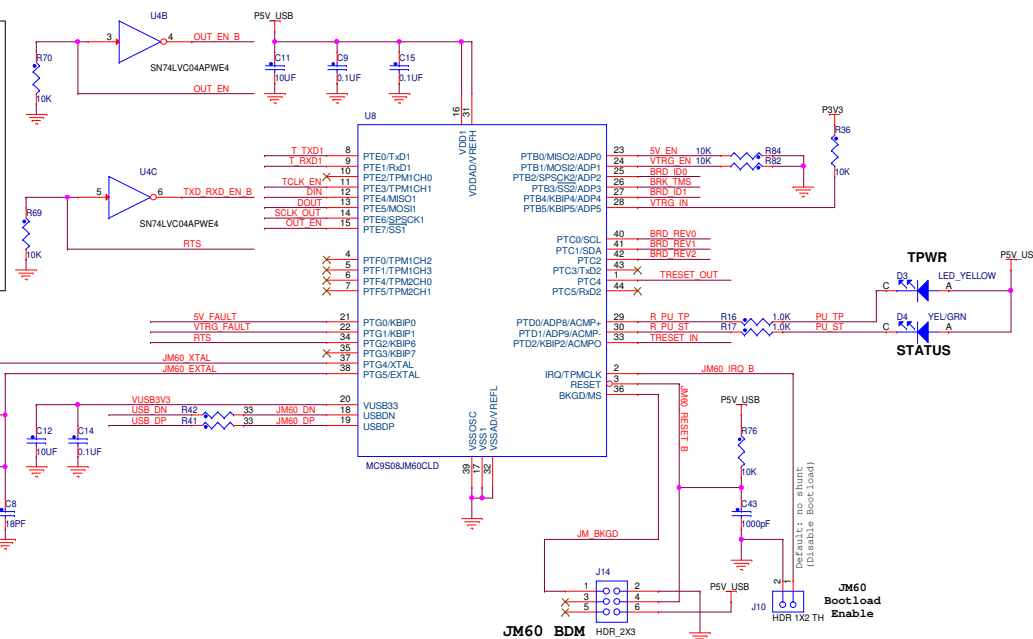 U4B
3
4
OUT_EN_B
SN74LVC04APWE4
R70
10K
OUT_EN
P5V_USB
C11
10UF
C9
0.1UF
C15
0.1UF
U4C
5
6
TXD_RXD_EN_B
SN74LVC04APWE4
R69
10K
RTS
U8
16
31
VDD1
VDDAD/VREFH
T_TXD1 8 PTE0/TxD1
T_RXD1 9 PTE1/RxD1
10 PTE2/TPM1CH0
TCLK_EN 11 PTE3/TPM1CH1
DIN 12 PTE4/MISO1
DOUT 13 PTE5/MOSI1
SCLK_OUT 14 PTE6/SPSCK1
OUT_EN 15 PTE7/SS1
4 PTF0/TPM1CH2
5 PTF1/TPM1CH3
6 PTF4/TPM2CH0
7 PTF5/TPM2CH1
5V_FAULT 21 PTG0/KBIP0
VTRG_FAULT 22 PTG1/KBIP1
RTS 34 PTG2/KBIP6
35 PTG3/KBIP7
JM60_XTAL 37 PTG4/XTAL
JM60_EXTAL 38 PTG5/EXTAL
VUSB3V3 20 VUSB33
USB_DN R42 33 JM60_DN 18 USBDN
USB_DP R41 33 JM60_DP 19 USBDP
C12
10UF
C14
0.1UF
C8
18PF
MC9S08JM60CLD
VSSOSC
VSS1
VSSAD/VREFL
39
17
32
PTB0/MISO2/ADP0 23 5V_EN 10K R84
PTB1/MOSI2/ADP1 24 VTRG_EN 10K R82
PTB2/SPSCK2/ADP2 25 BRD_ID0
PTB3/SS2/ADP3 26 BRK_TMS
PTB4/KBIP4/ADP4 27 BRD_ID1
PTB5/KBIP5/ADP5 28 VTRG_IN
P3V3
R36
10K
PTC0/SCL 40 BRD_REV0
PTC1/SDA 41 BRD_REV1
PTC2 42 BRD_REV2
PTC3/TxD2 43
PTC4 1 TRESET_OUT
PTC5/RxD2 44
PTD0/ADP8/ACMP+ 29 R_PU_TP R16 1.0K PU_TP
PTD1/ADP9/ACMP- 30 R_PU_ST R17 1.0K PU_ST
PTD2/KBIP2/ACMPO 33 TRESET_IN
TPWR
P5V_US
C D3 LED_YELLOW A
C D4 YEL/GRN A
STATUS
IRQ/TPMCLK 2 JM60_IRQ_B
RESET 3
BKGD/MS 36
JM60_RESET_B
P5V_USB
R76
10K
C43
1000pF
Default: no shunt
(Disable Bootload)
JM_BKGD
J14
1 2
3 4
5 6
HDR_2X3
JM60 BDM
P5V_USB
2 1
J10
HDR 1X2 TH
JM60
Bootload
Enable